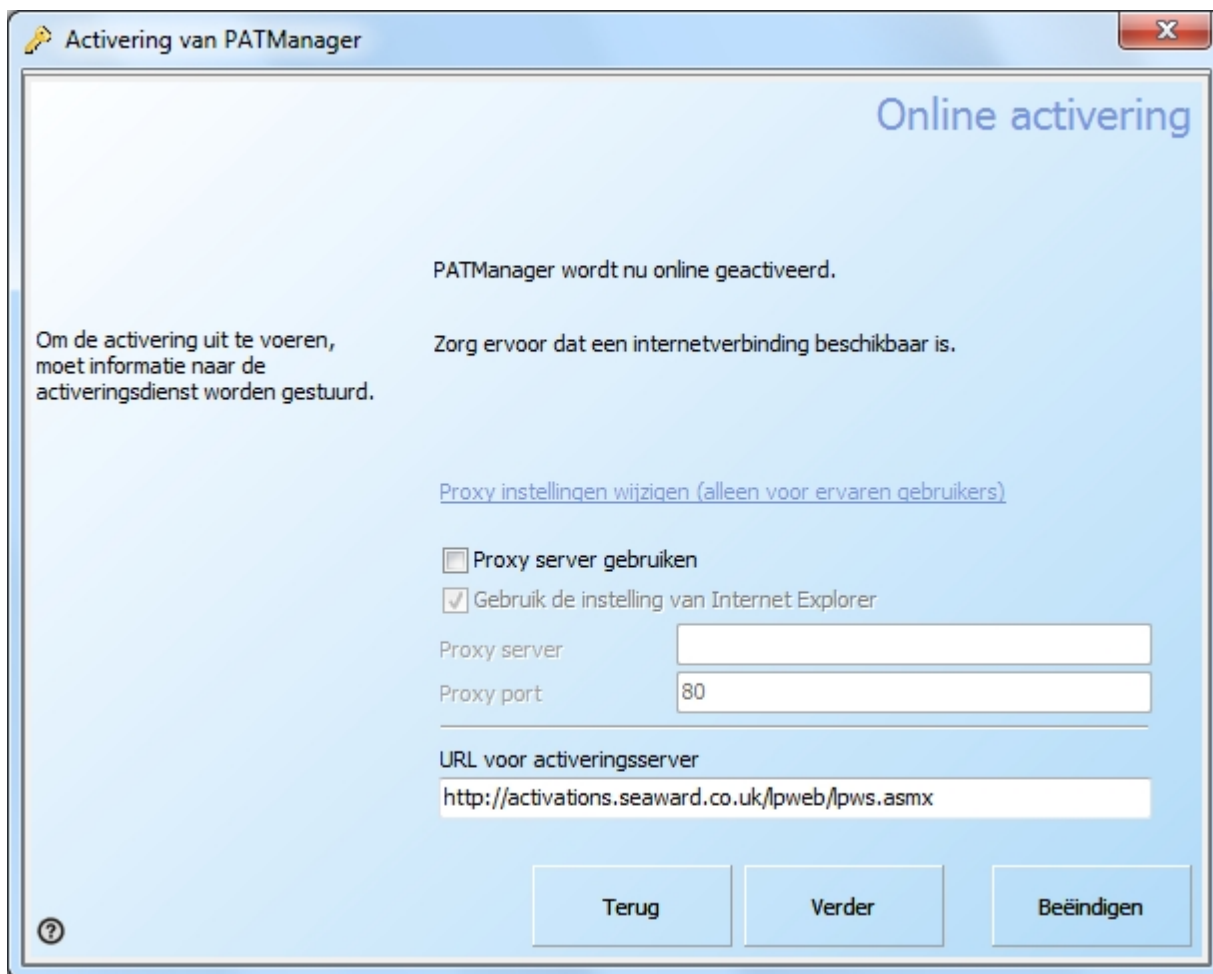 Activering van PATManager
Online activering
PATManager wordt nu online geactiveerd.
Om de activering uit te voeren,
moet informatie naar de
activeringsdienst worden gestuurd.
Zorg ervoor dat een internetverbinding beschikbaar is.
Proxy instellingen wijzigen (alleen voor ervaren gebruikers)
Proxy server gebruiken
Gebruik de instelling van Internet Explorer
Proxy server
Proxy port
80
URL voor activeringsserver
http://activations.seaward.co.uk/lpweb/lpws.asmx
Terug
Verder
Beëindigen